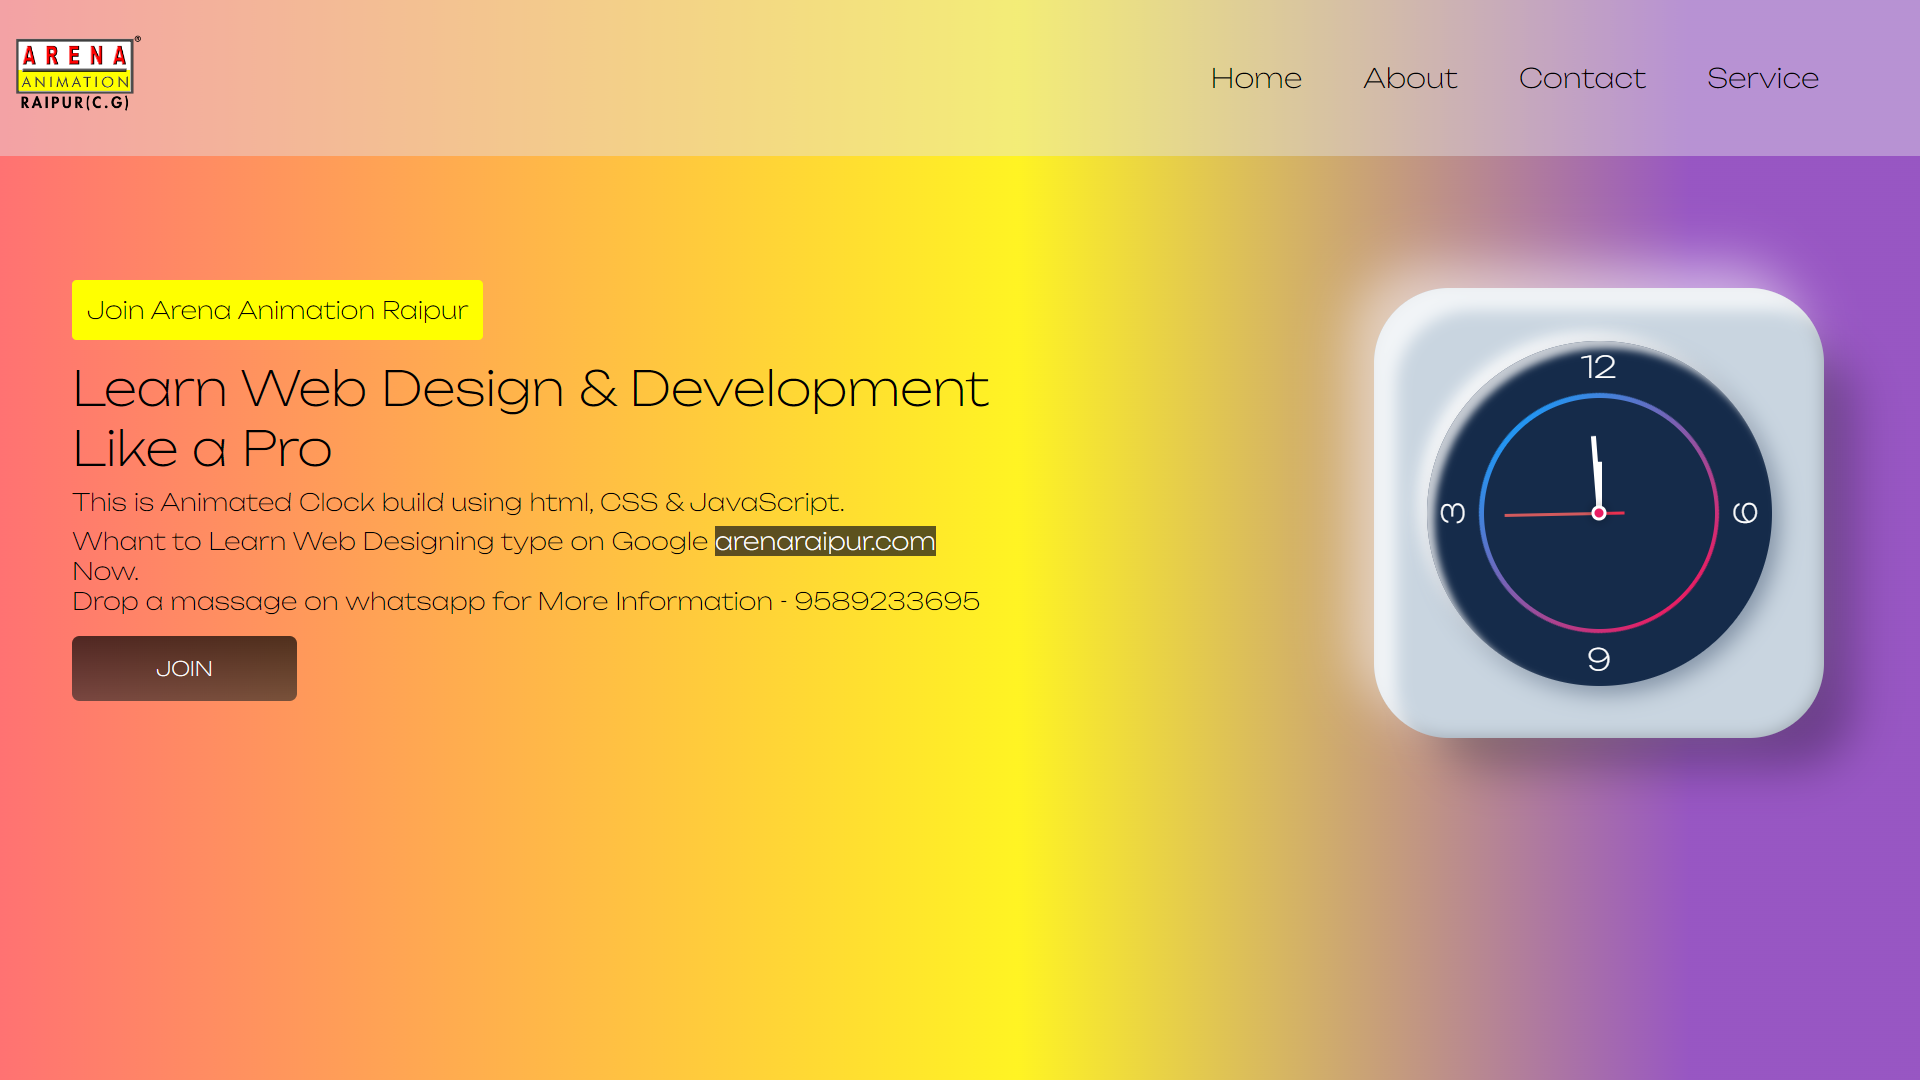 ARENA
ANIMATION
RAIPUR(C.G)
Home
About
Contact
Service
Join Arena Animation Raipur
Learn Web Design & Development
Like a Pro
This is Animated Clock build using html, CSS & JavaScript.
Whant to Learn Web Designing type on Google arenaraipur.com
Now.
Drop a massage on whatsapp for More Information - 9589233695
JOIN
12
3
9
6